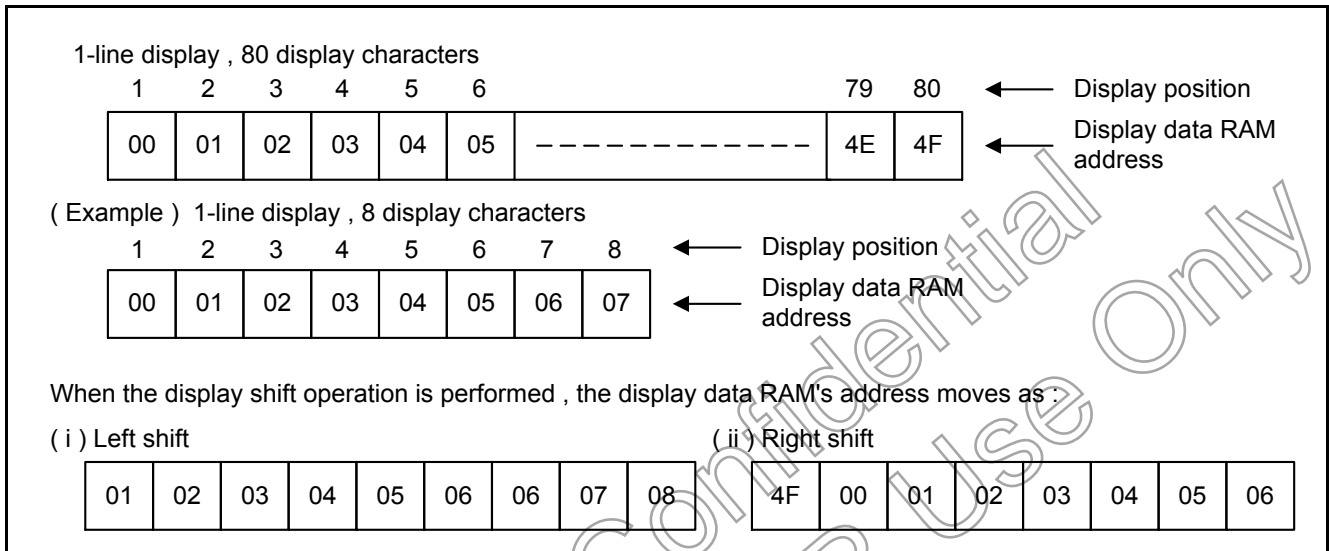 1-line display , 80 display characters
1 2 3 4 5 6 79 80 Display position
00 01 02 03 04 05 4E 4F Display data RAM address
( Example ) 1-line display , 8 display characters
1 2 3 4 5 6 7 8 Display position
00 01 02 03 04 05 06 07 Display data RAM address
When the display shift operation is performed , the display data RAM's address moves as :
( i ) Left shift ( ii ) Right shift
01 02 03 04 05 06 06 07 08 4F 00 01 02 03 04 05 06
Confidential
Use Only